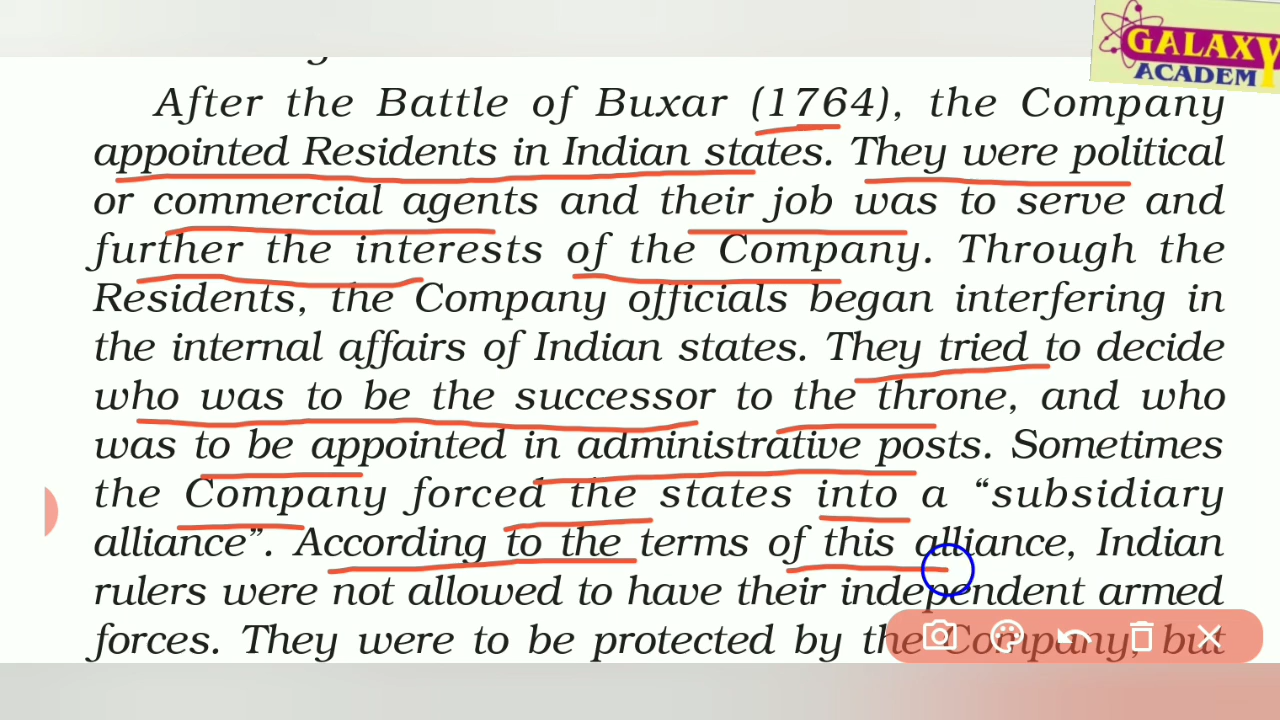 GALAXY
ACADEM
After the Battle of Buxar (1764), the Company
appointed Residents in Indian states. They were political
or commercial agents and their job was to serve and
further the interests of the Company. Through the
Residents, the Company officials began interfering in
the internal affairs of Indian states. They tried to decide
who was to be the successor to the throne, and who
was to be appointed in administrative posts. Sometimes
the Company forced the states into a “subsidiary
alliance”. According to the terms of this alliance, Indian
rulers were not allowed to have their independent armed
forces. They were to be protected by the Company, but